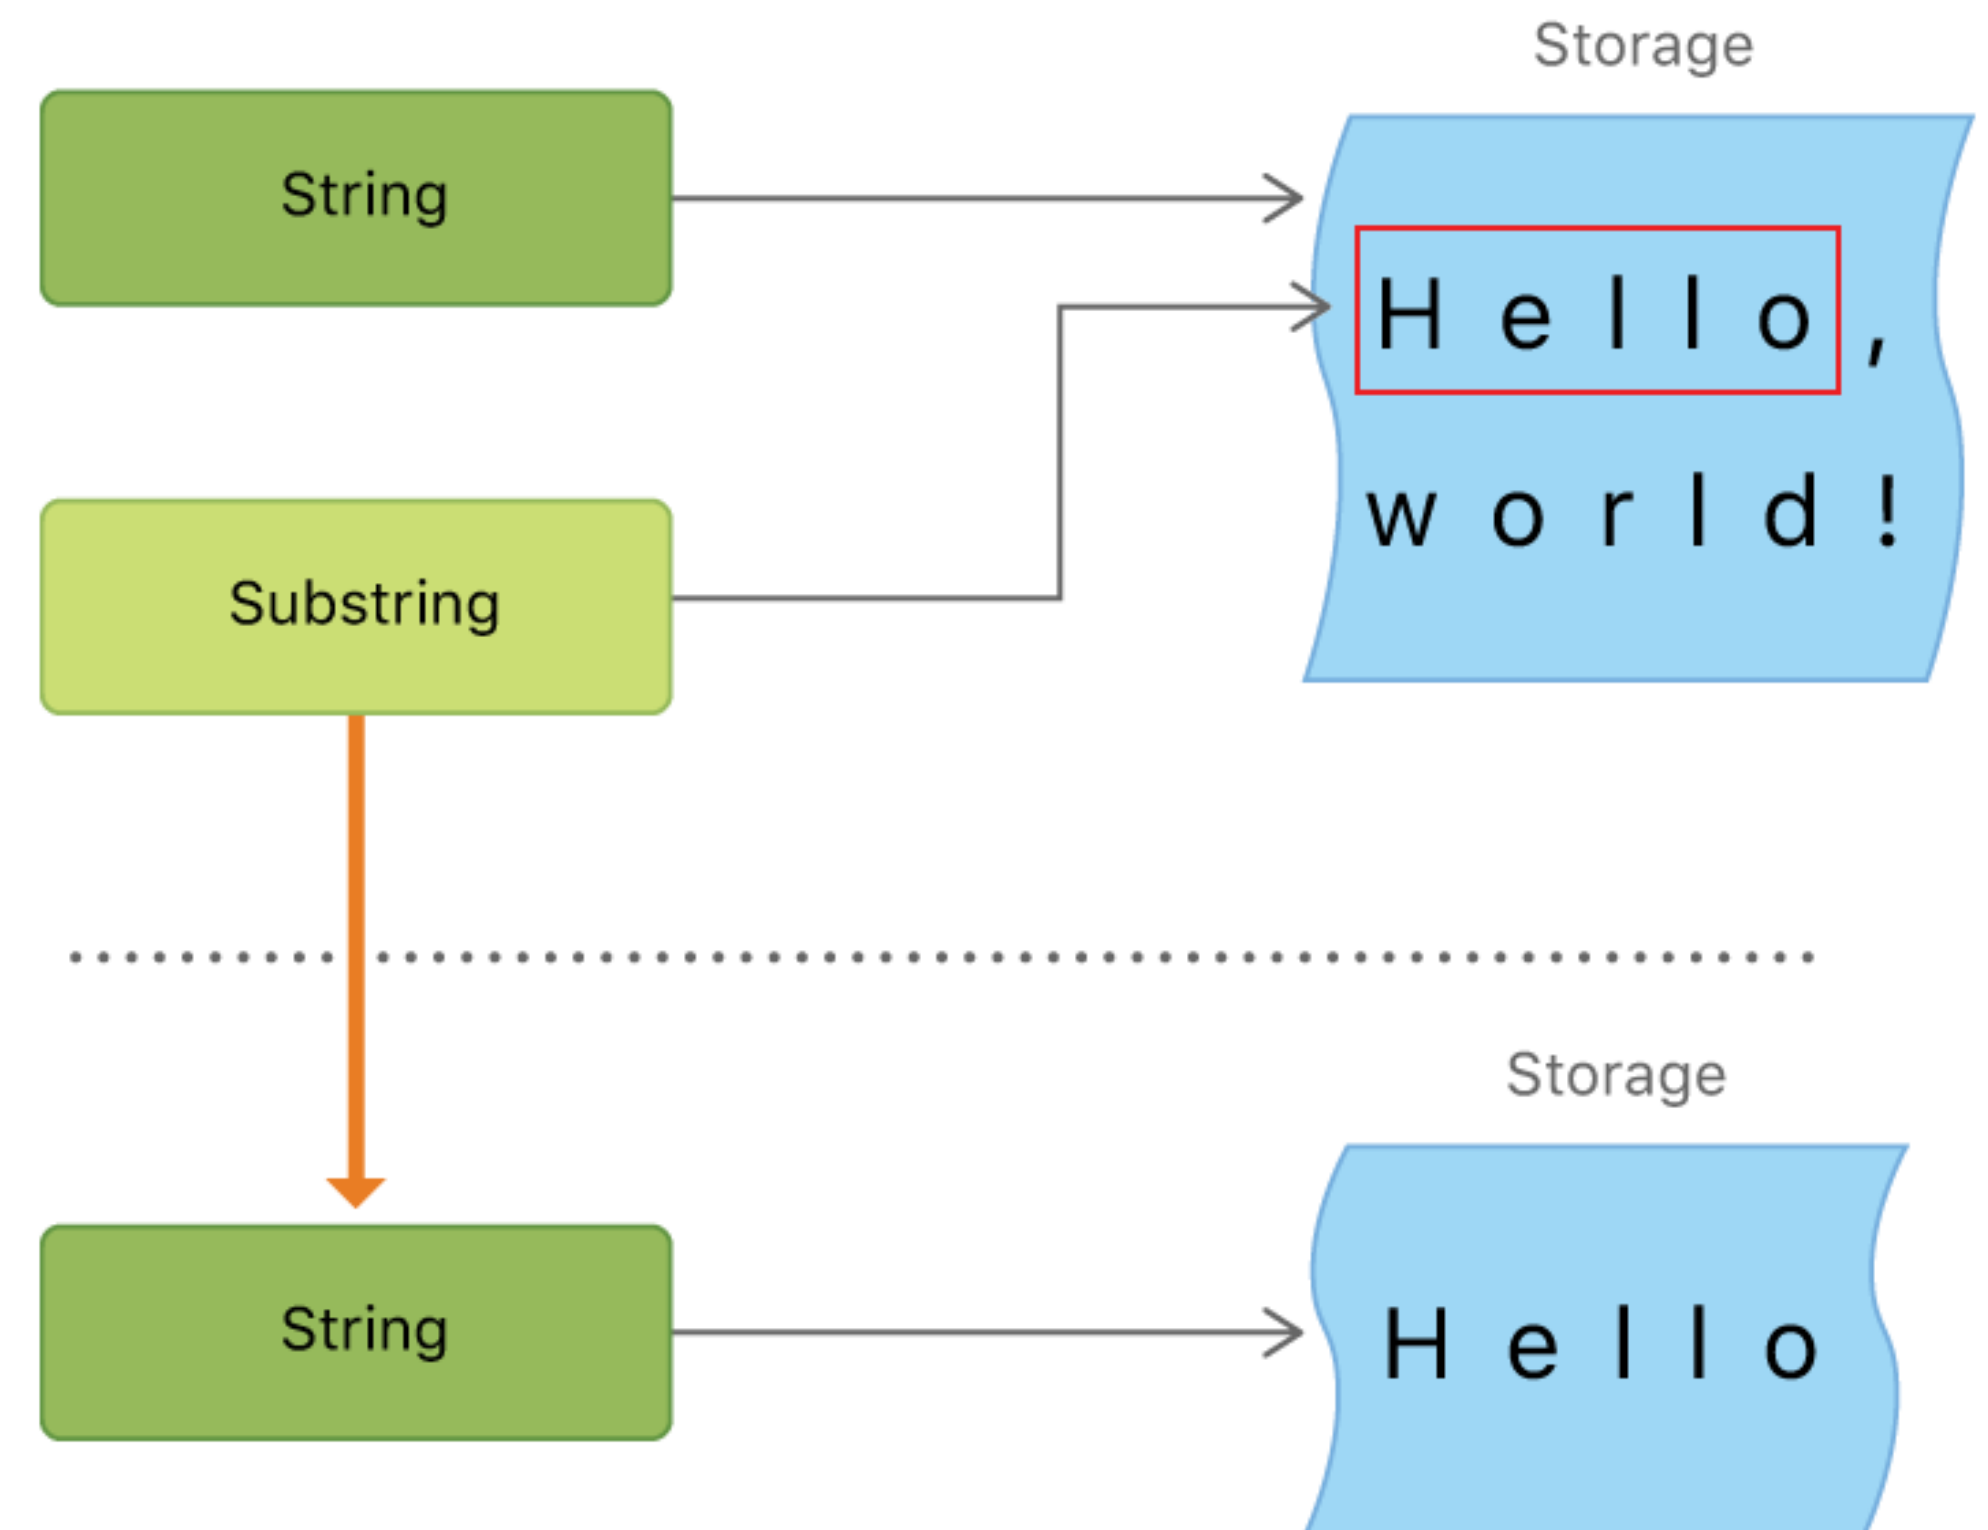 Storage
String
H e l l o ,
Substring
w o r l d !
Storage
String
H e l l o